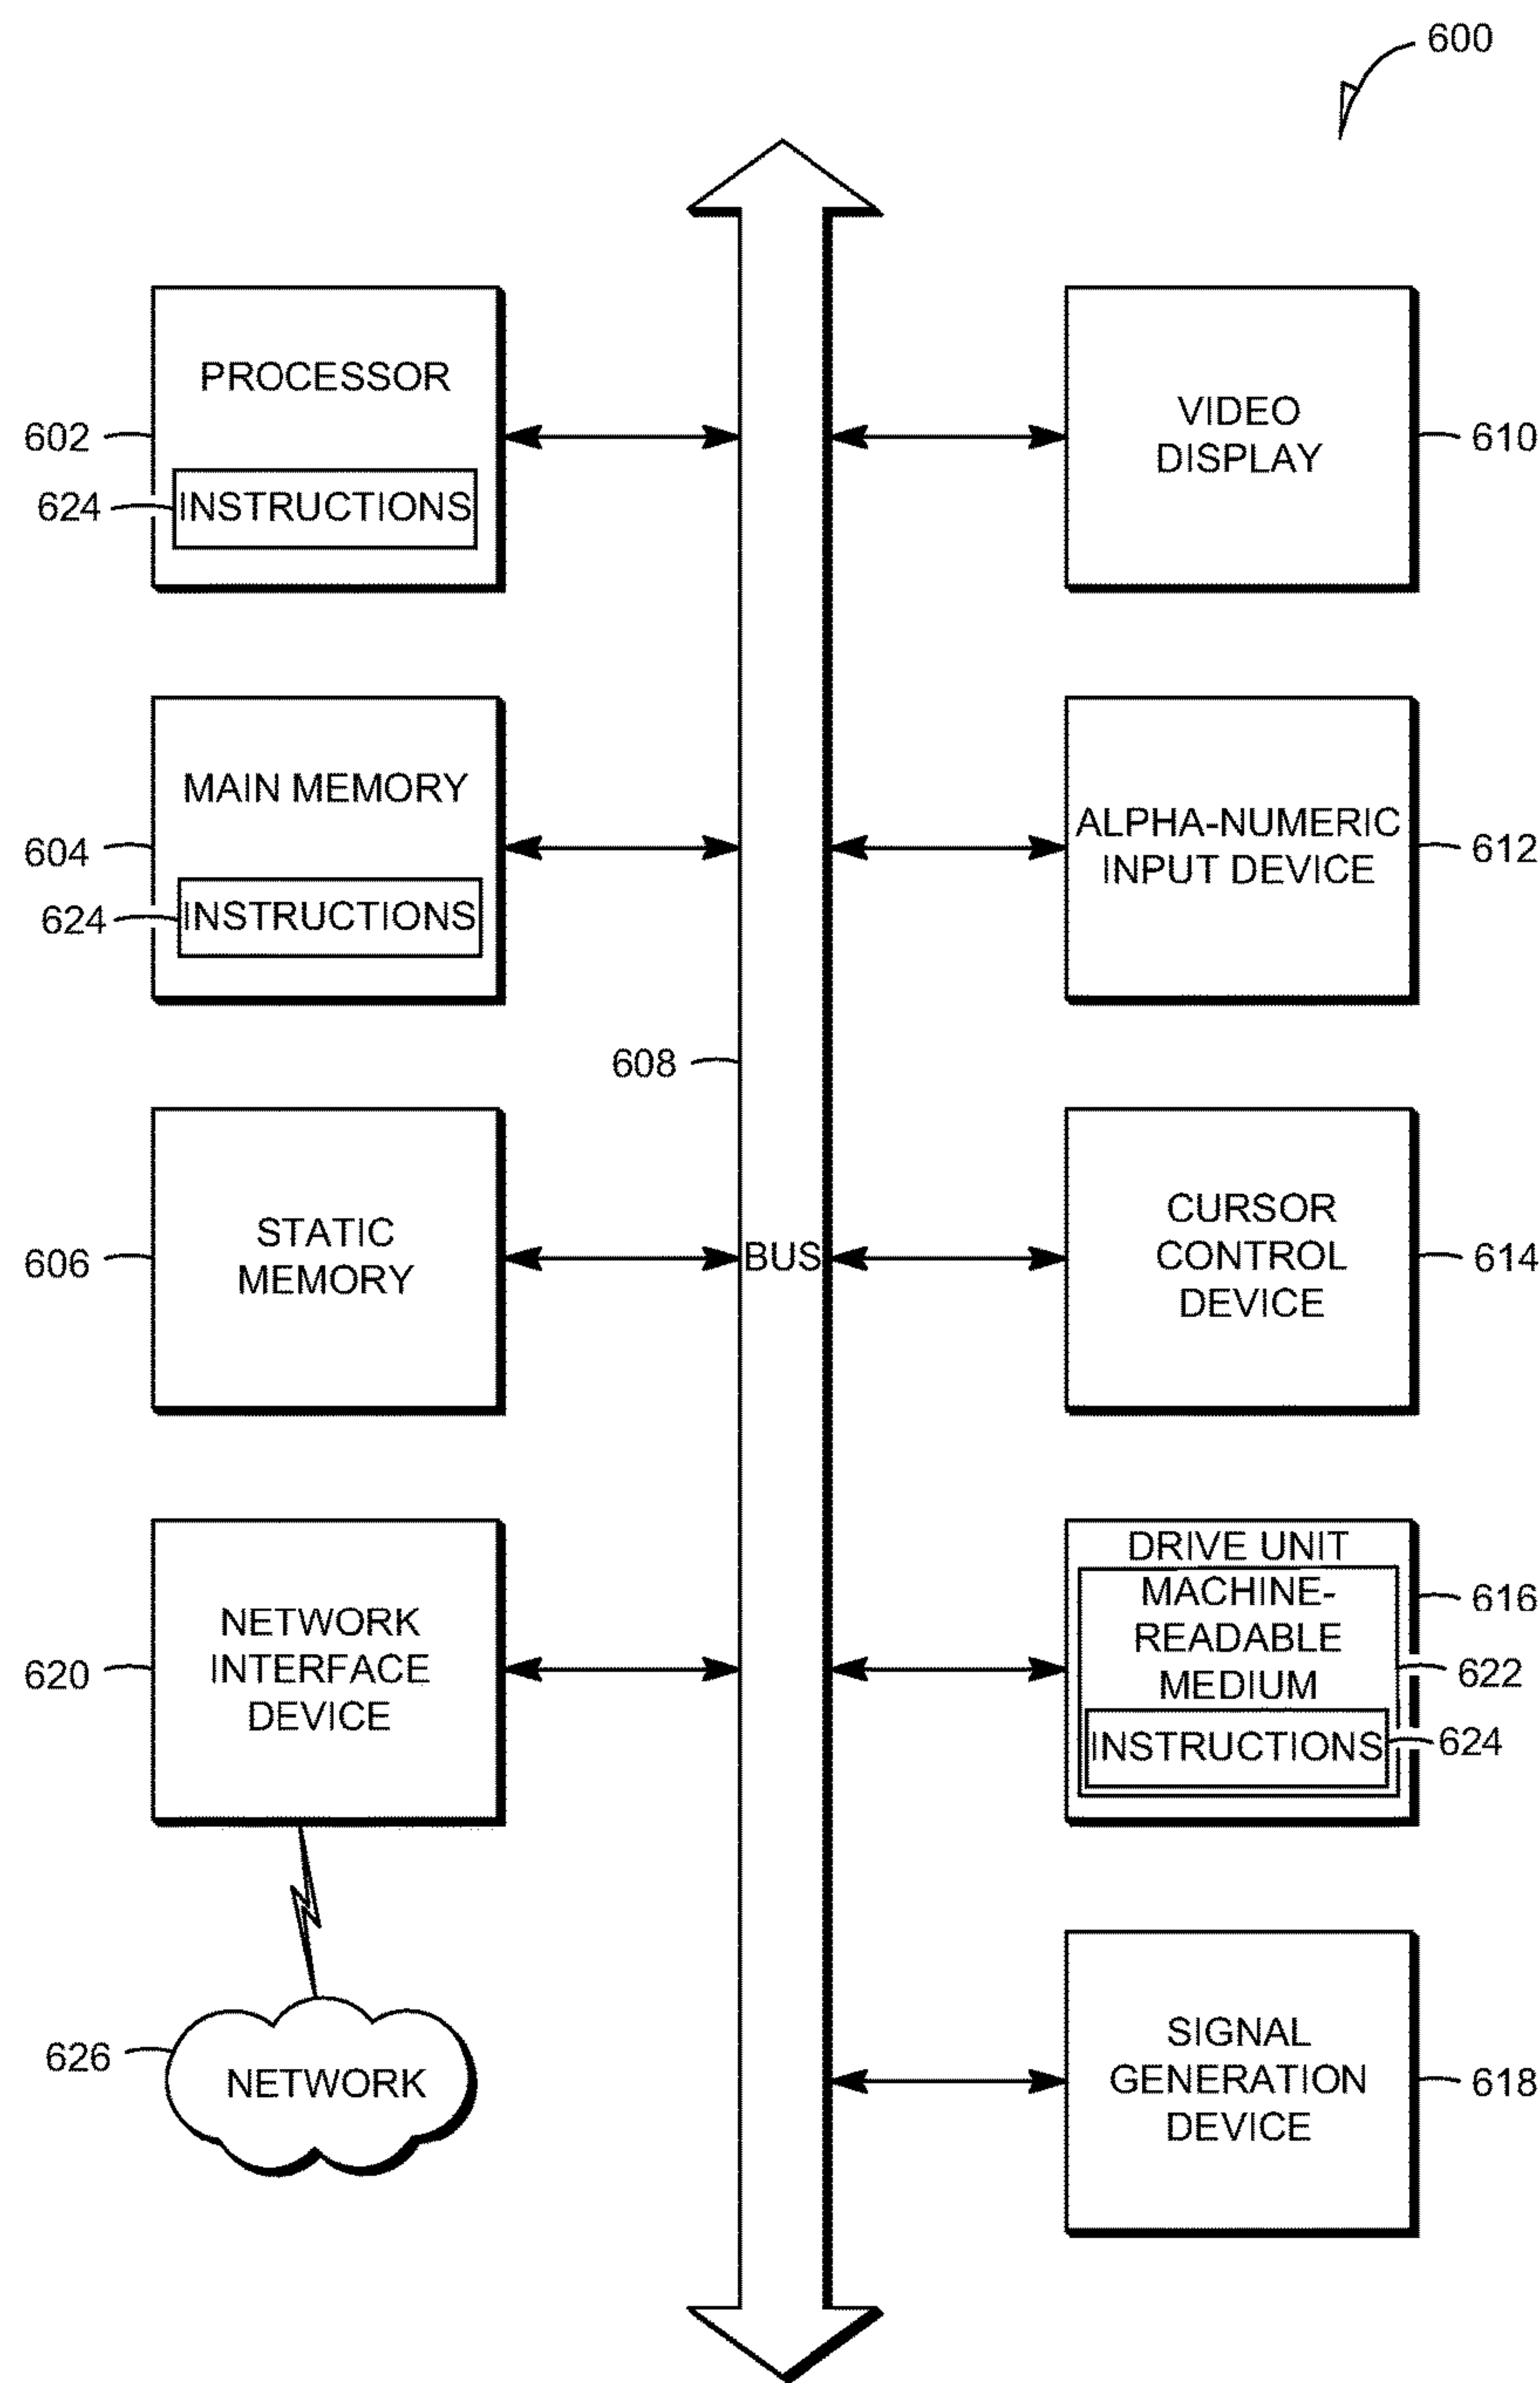 600
PROCESSOR
602
624
INSTRUCTIONS
VIDEO
DISPLAY
610
MAIN MEMORY
604
624
INSTRUCTIONS
ALPHA-NUMERIC
INPUT DEVICE
612
608
STATIC
MEMORY
606
BUS
CURSOR
CONTROL
DEVICE
614
NETWORK
INTERFACE
DEVICE
620
DRIVE UNIT
MACHINE-
READABLE
MEDIUM
INSTRUCTIONS
616
622
624
626
NETWORK
SIGNAL
GENERATION
DEVICE
618